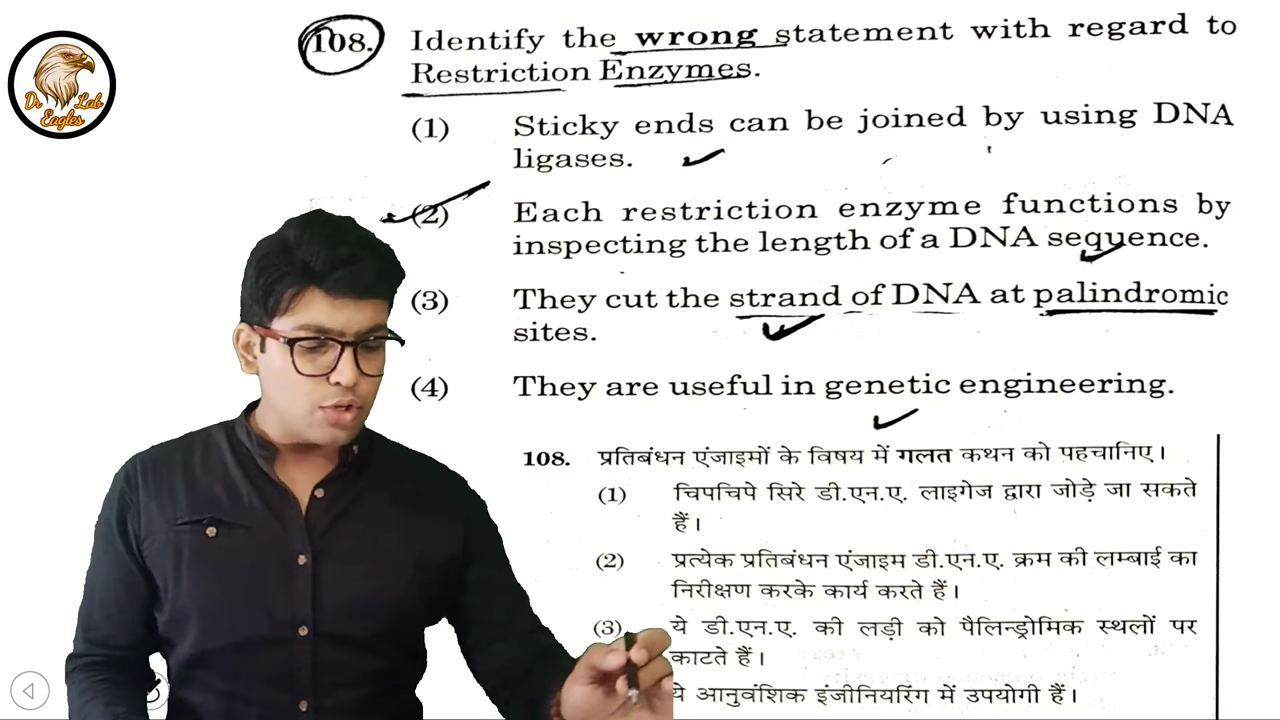 Dr Lab
Eagles
108. Identify the wrong statement with regard to
Restriction Enzymes.
(1) Sticky ends can be joined by using DNA
ligases.
(2) Each restriction enzyme functions by
inspecting the length of a DNA sequence.
(3) They cut the strand of DNA at palindromic
sites.
(4) They are useful in genetic engineering.
108. प्रतिबंधन एंजाइमों के विषय में गलत कथन को पहचानिए।
(1) चिपचिपे सिरे डी.एन.ए. लाइगेज द्वारा जोड़े जा सकते
हैं।
(2) प्रत्येक प्रतिबंधन एंजाइम डी.एन.ए. क्रम की लम्बाई का
निरीक्षण करके कार्य करते हैं।
(3) ये डी.एन.ए. की लड़ी को पैलिन्ड्रोमिक स्थलों पर
काटते हैं।
ये आनुवंशिक इंजीनियरिंग में उपयोगी हैं।